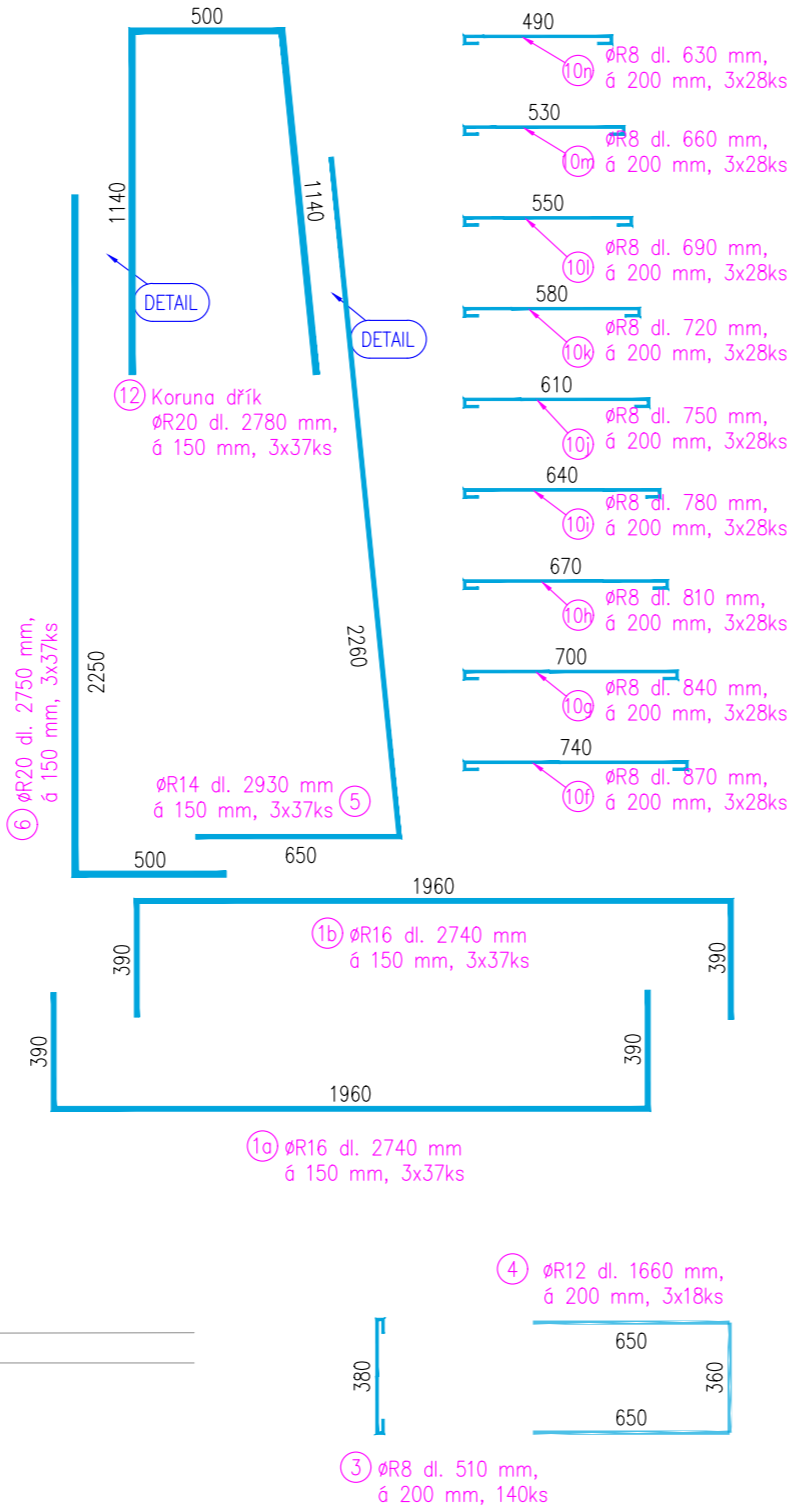 500
1140
1140
DETAIL
DETAIL
12 Koruna dřík
øR20 dl. 2780 mm,
á 150 mm, 3x37ks
2250
6 øR20 dl. 2750 mm,
á 150 mm, 3x37ks
500
2260
øR14 dl. 2930 mm
á 150 mm, 3x37ks 5
650
490
10n øR8 dl. 630 mm,
á 200 mm, 3x28ks
530
10m øR8 dl. 660 mm,
á 200 mm, 3x28ks
550
10l øR8 dl. 690 mm,
á 200 mm, 3x28ks
580
10k øR8 dl. 720 mm,
á 200 mm, 3x28ks
610
10j øR8 dl. 750 mm,
á 200 mm, 3x28ks
640
10i øR8 dl. 780 mm,
á 200 mm, 3x28ks
670
10h øR8 dl. 810 mm,
á 200 mm, 3x28ks
700
10g øR8 dl. 840 mm,
á 200 mm, 3x28ks
740
10f øR8 dl. 870 mm,
á 200 mm, 3x28ks
1960
390
390
1b øR16 dl. 2740 mm
á 150 mm, 3x37ks
390
390
1960
1a øR16 dl. 2740 mm
á 150 mm, 3x37ks
4 øR12 dl. 1660 mm,
á 200 mm, 3x18ks
650
360
650
380
3 øR8 dl. 510 mm,
á 200 mm, 140ks